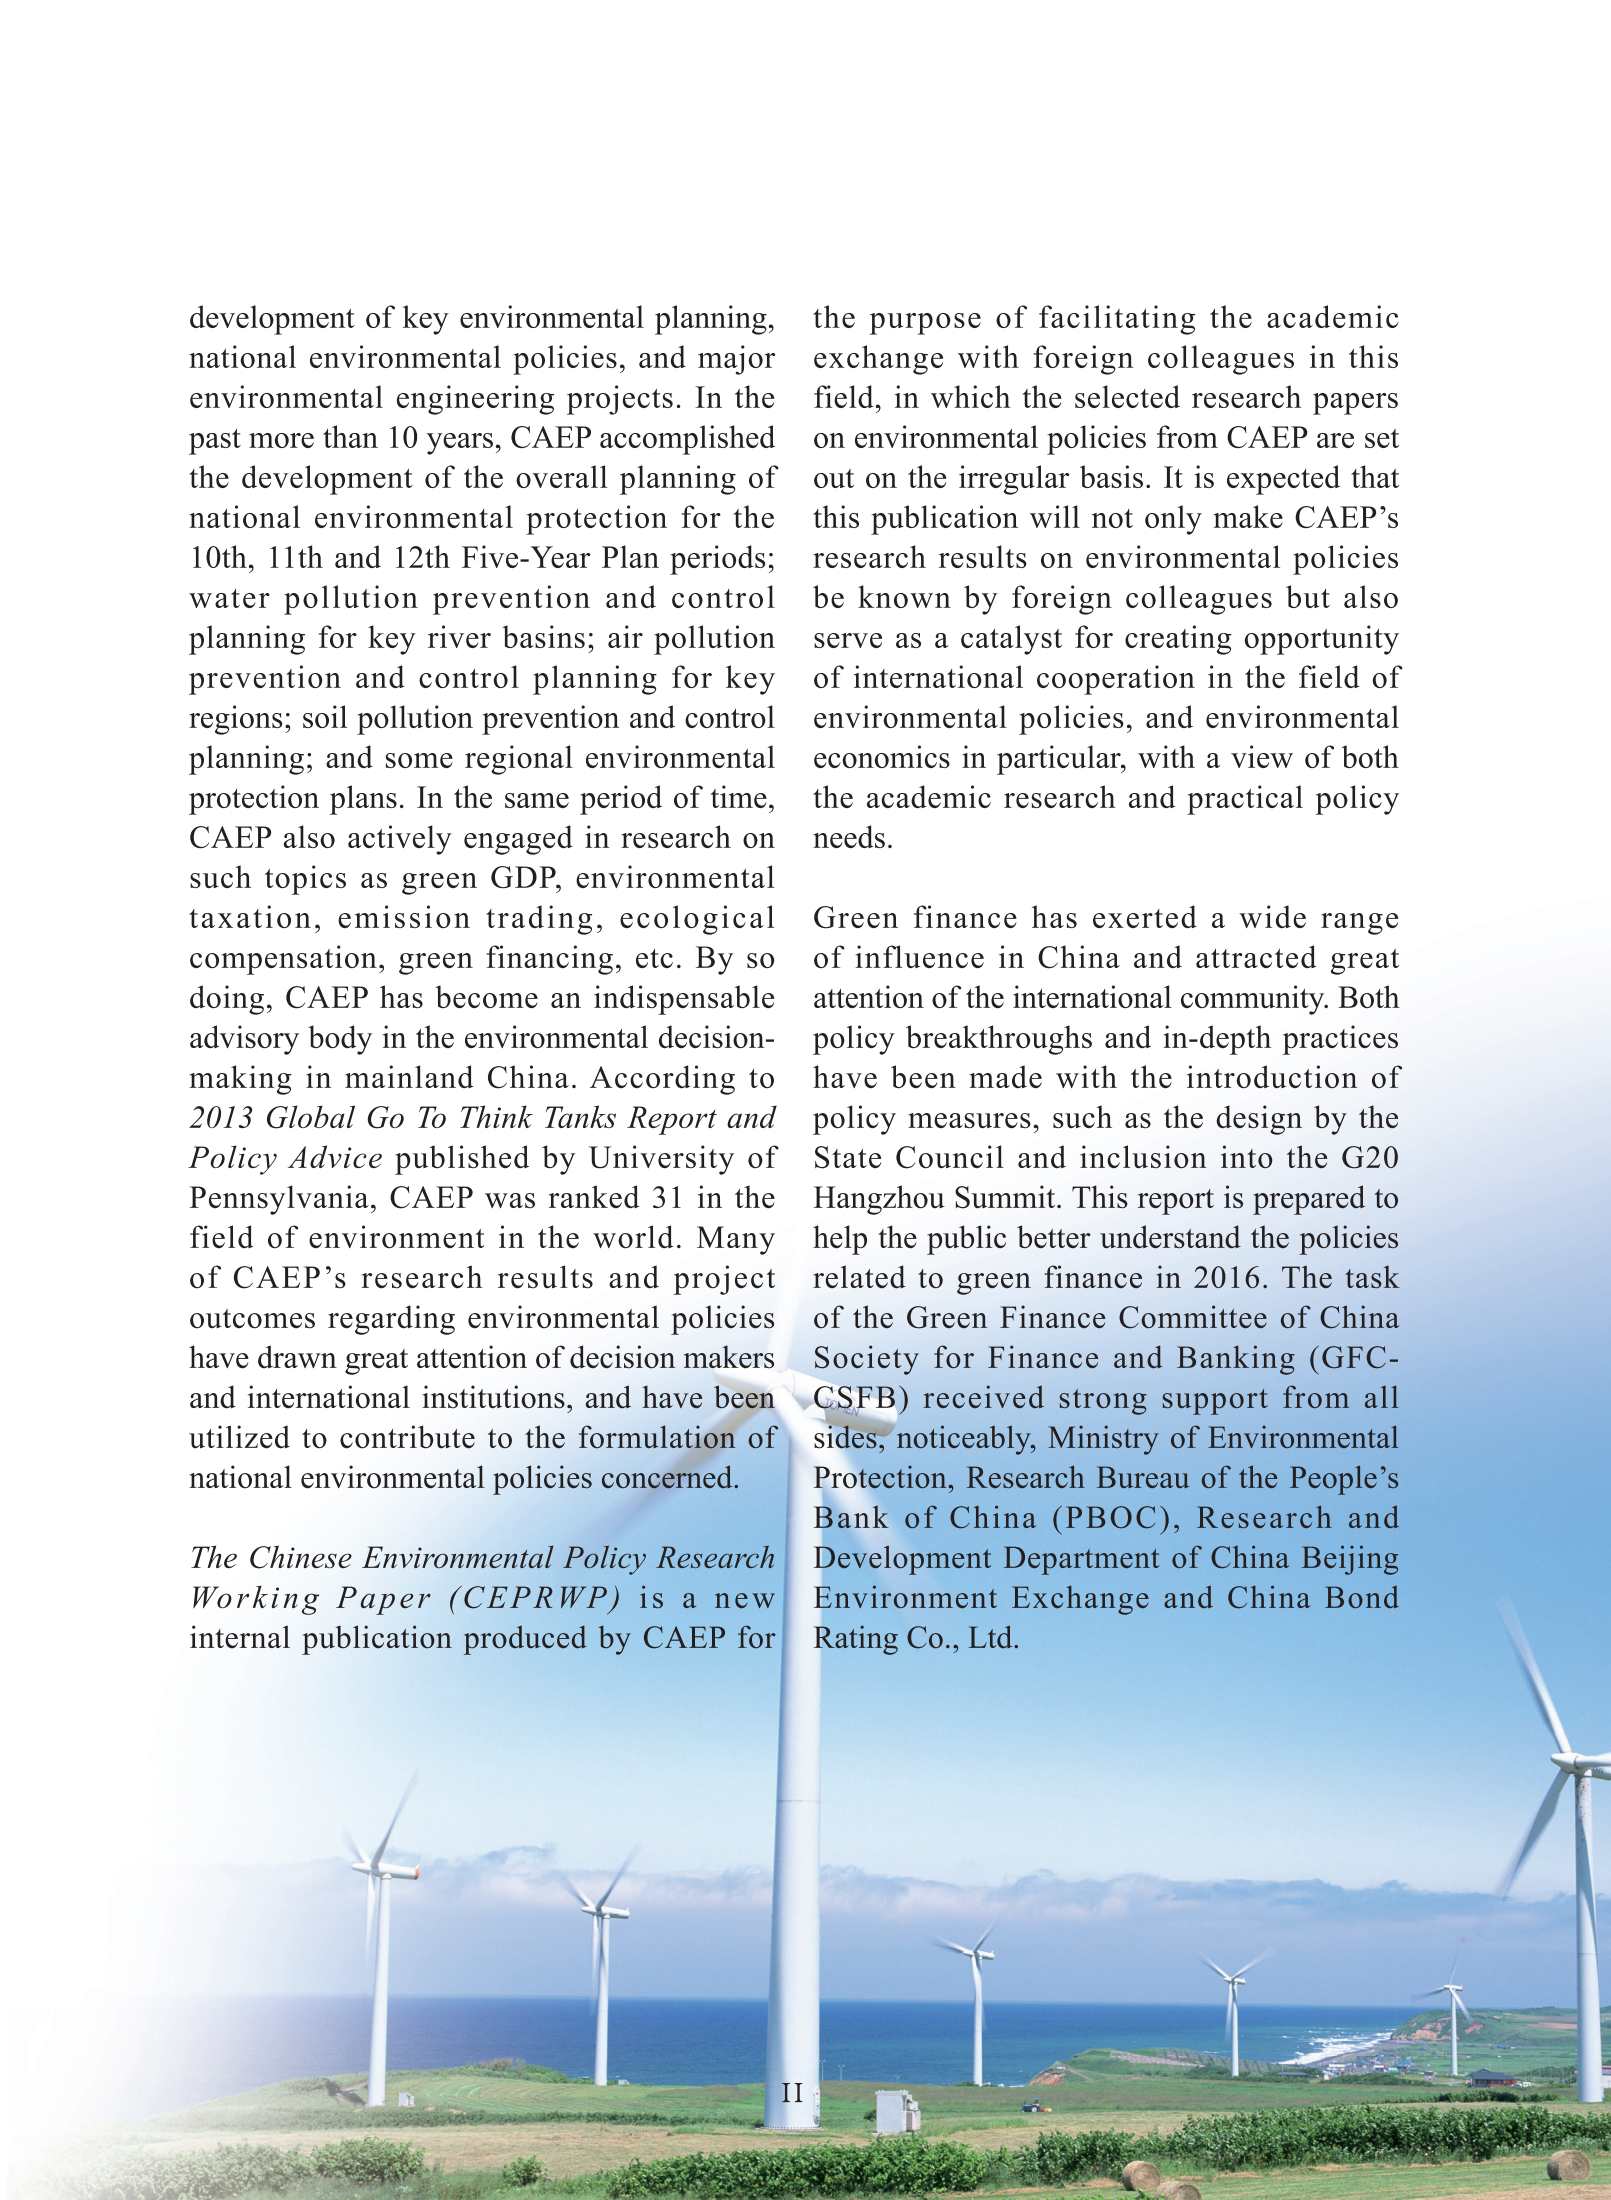 development of key environmental planning,
national environmental policies, and major
environmental engineering projects. In the
past more than 10 years, CAEP accomplished
the development of the overall planning of
national environmental protection for the
10th, 11th and 12th Five-Year Plan periods;
water pollution prevention and control
planning for key river basins; air pollution
prevention and control planning for key
regions; soil pollution prevention and control
planning; and some regional environmental
protection plans. In the same period of time,
CAEP also actively engaged in research on
such topics as green GDP, environmental
taxation, emission trading, ecological
compensation, green financing, etc. By so
doing, CAEP has become an indispensable
advisory body in the environmental decision-
making in mainland China. According to
2013 Global Go To Think Tanks Report and
Policy Advice published by University of
Pennsylvania, CAEP was ranked 31 in the
field of environment in the world. Many
of CAEP's research results and project
outcomes regarding environmental policies
have drawn great attention of decision makers
and international institutions, and have been
utilized to contribute to the formulation of
national environmental policies concerned.
The Chinese Environmental Policy Research
Working Paper (CEPRWP) is a new
internal publication produced by CAEP for
the purpose of facilitating the academic
exchange with foreign colleagues in this
field, in which the selected research papers
on environmental policies from CAEP are set
out on the irregular basis. It is expected that
this publication will not only make CAEP's
research results on environmental policies
be known by foreign colleagues but also
serve as a catalyst for creating opportunity
of international cooperation in the field of
environmental policies, and environmental
economics in particular, with a view of both
the academic research and practical policy
needs.
Green finance has exerted a wide range
of influence in China and attracted great
attention of the international community. Both
policy breakthroughs and in-depth practices
have been made with the introduction of
policy measures, such as the design by the
State Council and inclusion into the G20
Hangzhou Summit. This report is prepared to
help the public better understand the policies
related to green finance in 2016. The task
of the Green Finance Committee of China
Society for Finance and Banking (GFC-
CSFB) received strong support from all
sides, noticeably, Ministry of Environmental
Protection, Research Bureau of the People's
Bank of China (PBOC), Research and
Development Department of China Beijing
Environment Exchange and China Bond
Rating Co., Ltd.
II